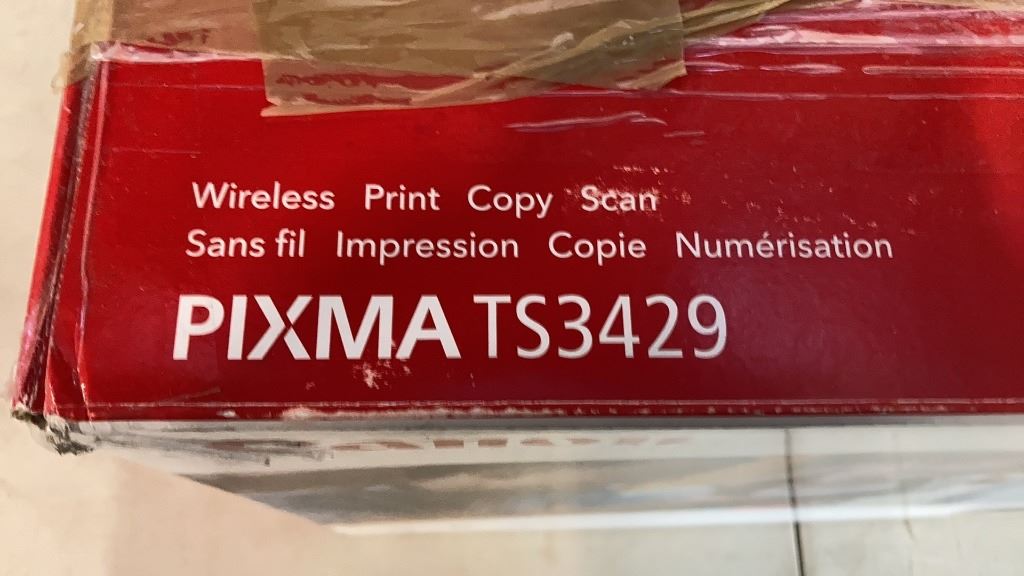 Wireless Print Copy Scan
Sans fil Impression Copie Numérisation
PIXMA TS3429